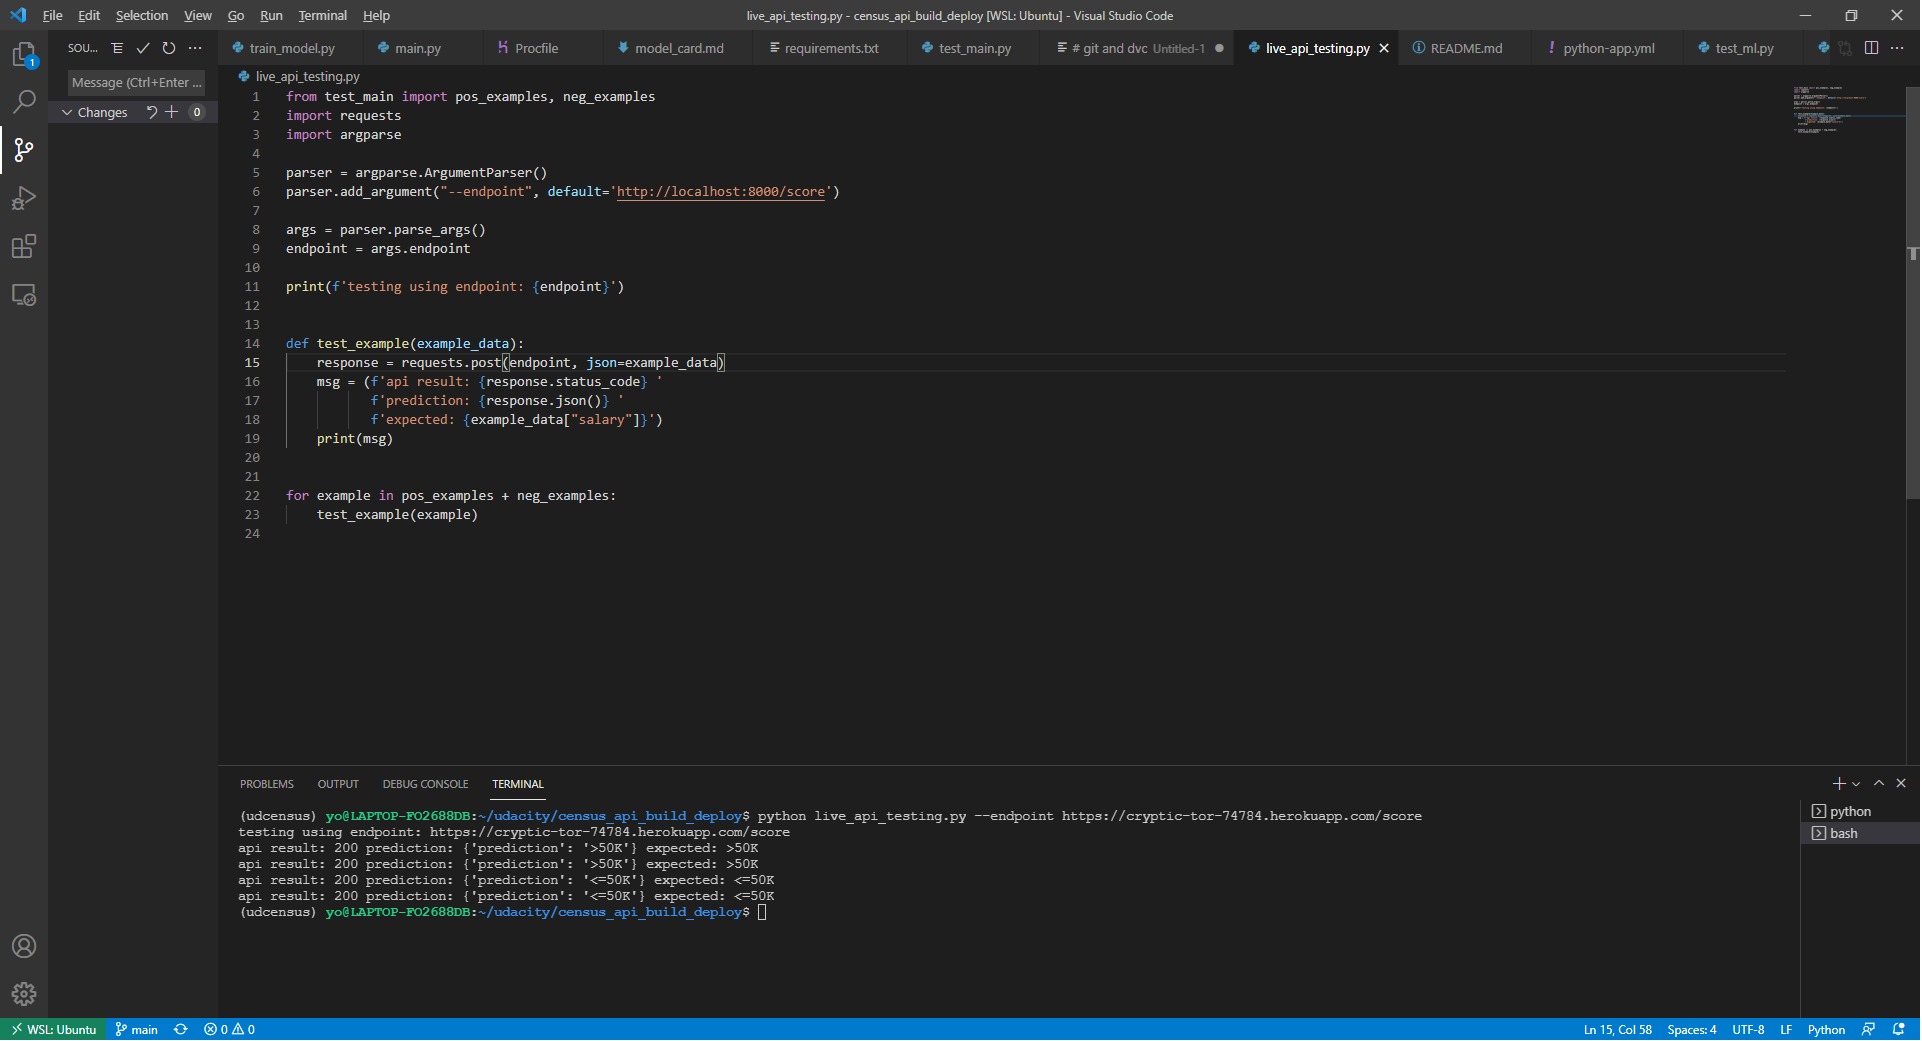 File Edit Selection View Go Run Terminal Help
live_api_testing.py - census_api_build_deploy [WSL: Ubuntu] - Visual Studio Code
SOU...
train_model.py main.py Procfile model_card.md requirements.txt test_main.py # git and dvc Untitled-1 live_api_testing.py README.md python-app.yml test_ml.py
1
Message (Ctrl+Enter ...
Changes 0
live_api_testing.py
1 from test_main import pos_examples, neg_examples
2 import requests
3 import argparse
4
5 parser = argparse.ArgumentParser()
6 parser.add_argument("--endpoint", default='http://localhost:8000/score')
7
8 args = parser.parse_args()
9 endpoint = args.endpoint
10
11 print(f'testing using endpoint: {endpoint}')
12
13
14 def test_example(example_data):
15 response = requests.post(endpoint, json=example_data)
16 msg = (f'api result: {response.status_code} '
17 f'prediction: {response.json()} '
18 f'expected: {example_data["salary"]}')
19 print(msg)
20
21
22 for example in pos_examples + neg_examples:
23 test_example(example)
24
PROBLEMS OUTPUT DEBUG CONSOLE TERMINAL
(udcensus) yo@LAPTOP-FO2688DB:~/udacity/census_api_build_deploy$ python live_api_testing.py --endpoint https://cryptic-tor-74784.herokuapp.com/score
testing using endpoint: https://cryptic-tor-74784.herokuapp.com/score
api result: 200 prediction: {'prediction': '>50K'} expected: >50K
api result: 200 prediction: {'prediction': '>50K'} expected: >50K
api result: 200 prediction: {'prediction': '<=50K'} expected: <=50K
api result: 200 prediction: {'prediction': '<=50K'} expected: <=50K
(udcensus) yo@LAPTOP-FO2688DB:~/udacity/census_api_build_deploy$
python
bash
WSL: Ubuntu main 0 0 Ln 15, Col 58 Spaces: 4 UTF-8 LF Python